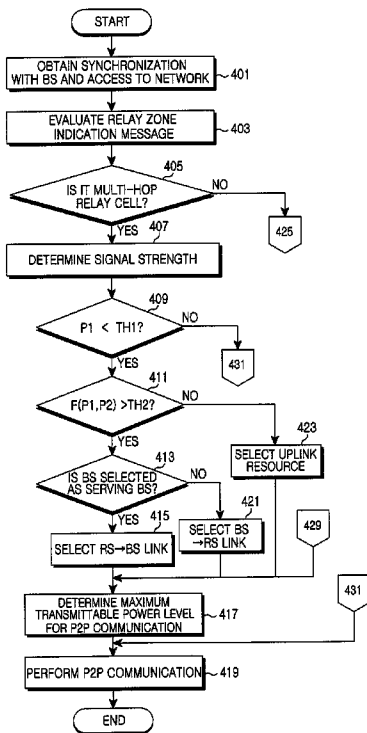 START
OBTAIN SYNCHRONIZATION
WITH BS AND ACCESS TO NETWORK
401
EVALUATE RELAY ZONE
INDICATION MESSAGE
403
405
IS IT MULTI-HOP
RELAY CELL?
NO
425
YES
407
DETERMINE SIGNAL STRENGTH
409
P1 < TH1?
NO
431
YES
411
F(P1,P2) >TH2?
NO
423
SELECT UPLINK
RESOURCE
YES
413
IS BS SELECTED
AS SERVING BS?
NO
421
SELECT BS
→RS LINK
429
YES
415
SELECT RS→BS LINK
DETERMINE MAXIMUM
TRANSMITTABLE POWER LEVEL
FOR P2P COMMUNICATION
417
431
PERFORM P2P COMMUNICATION
419
END